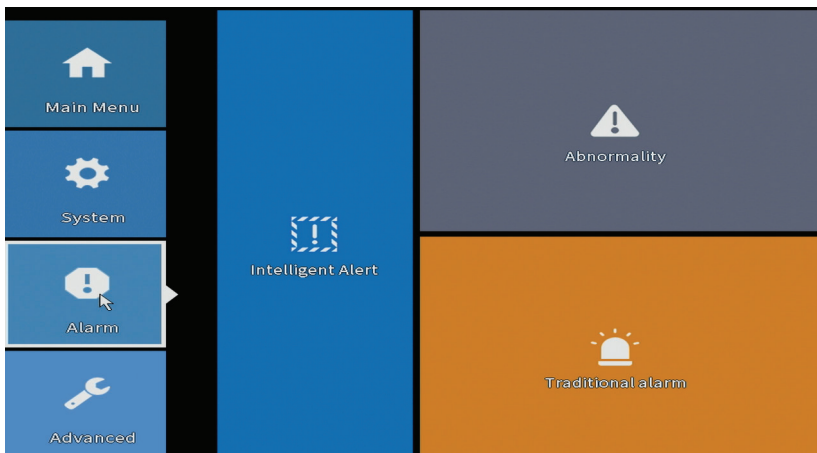 Main Menu
System
Alarm
Advanced
Intelligent Alert
Abnormality
Traditional alarm